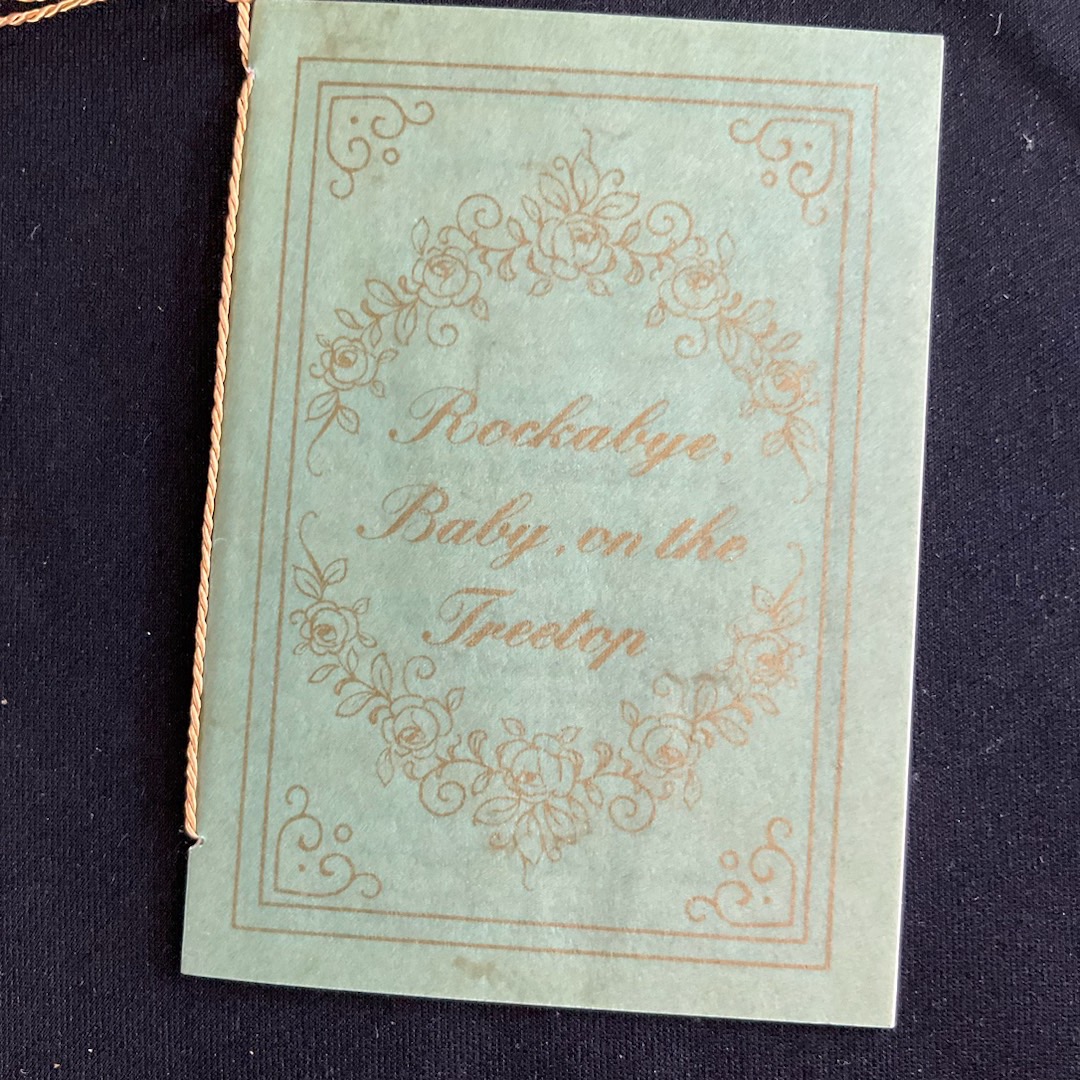 Rockabye,
Baby, on the
Treetop